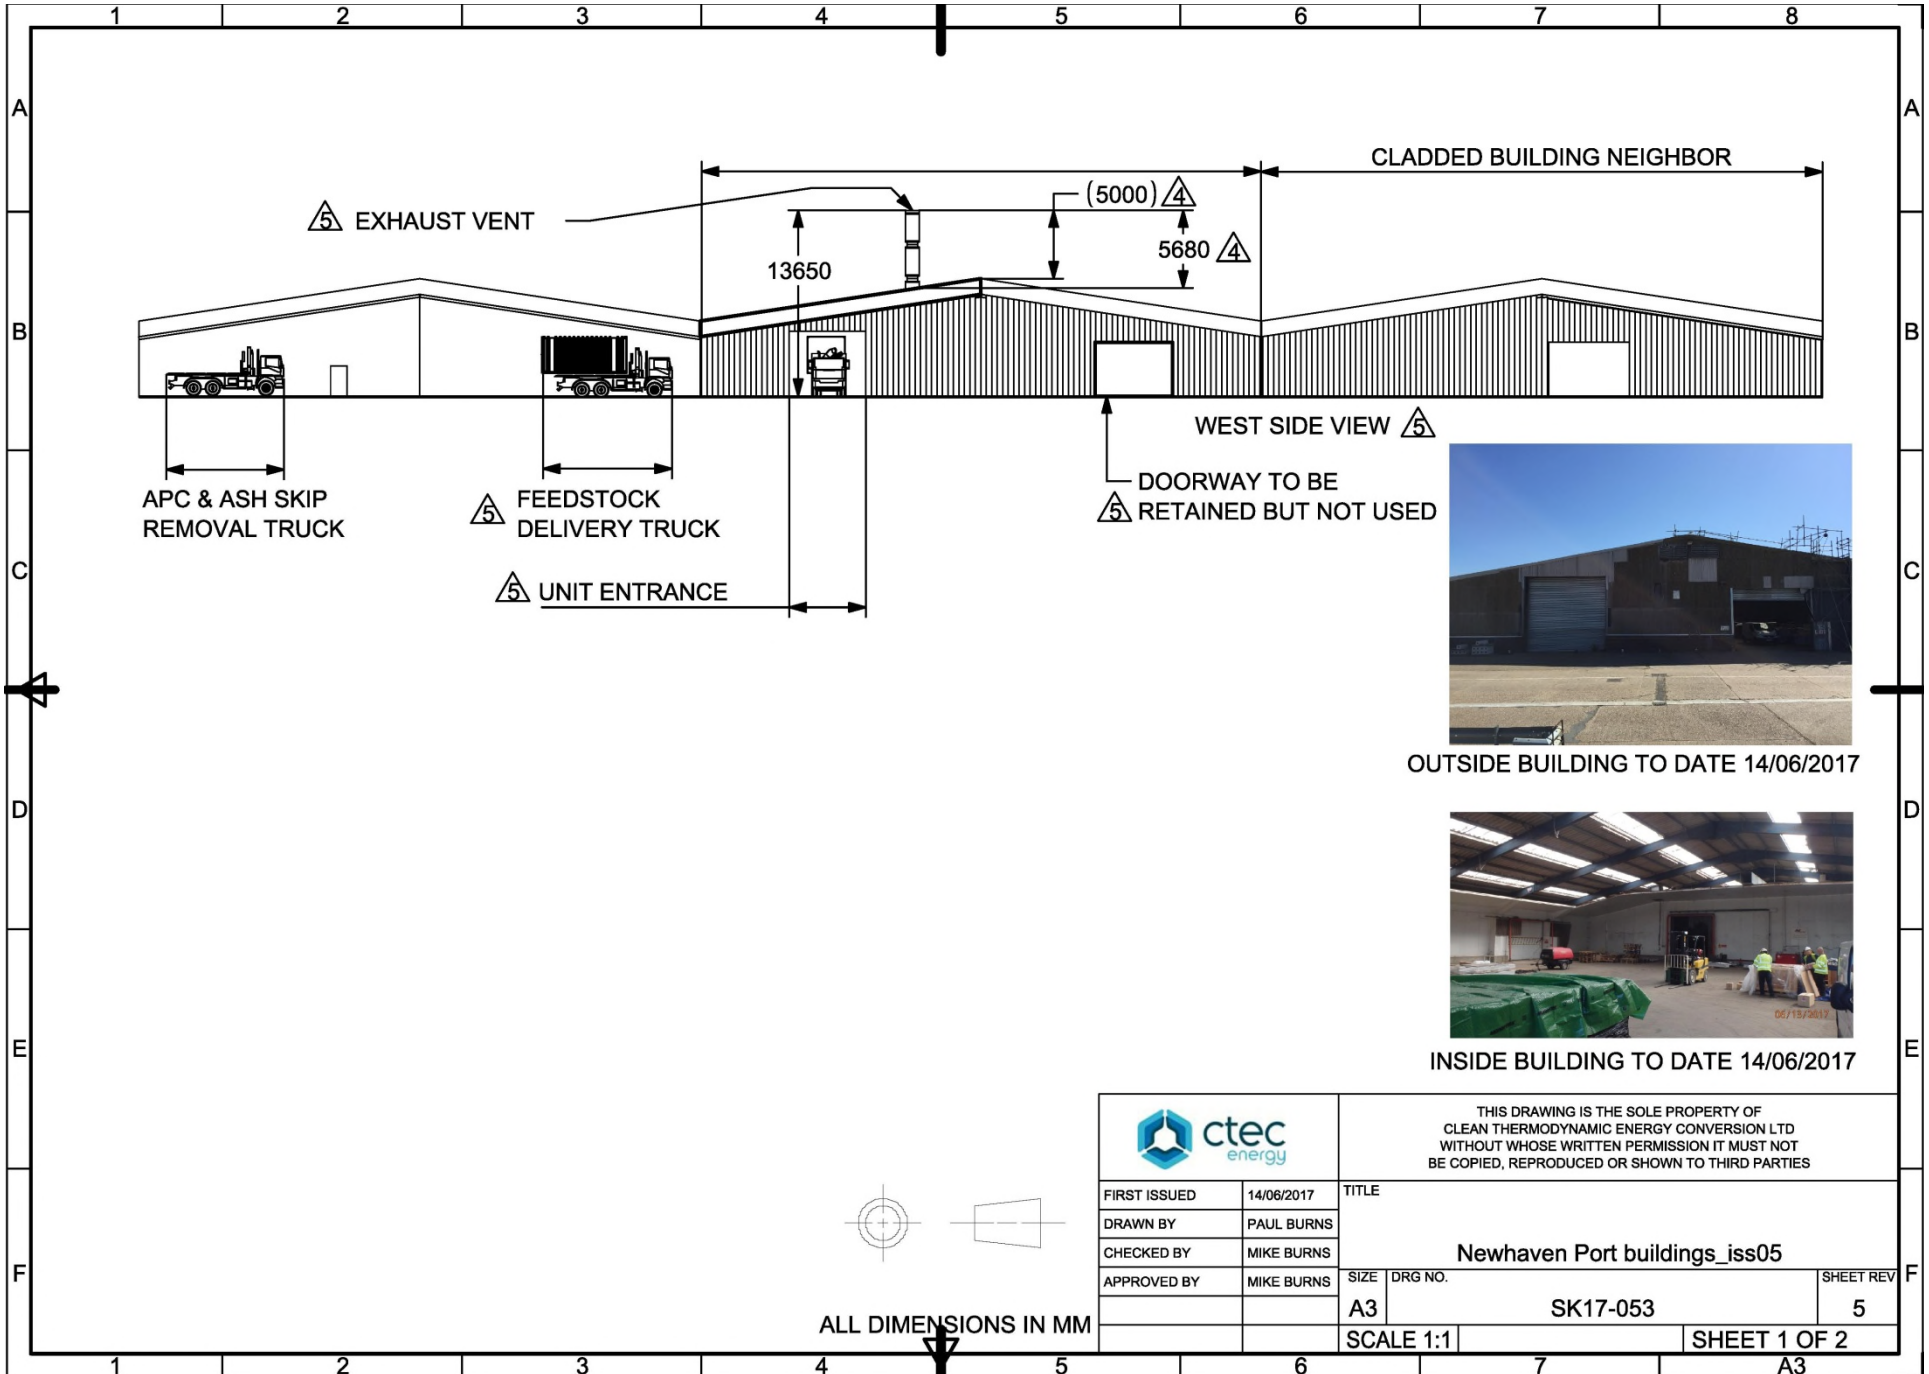 1 2 3 4 5 6 7 8
A A
CLADDED BUILDING NEIGHBOR
(5000) 4
5 EXHAUST VENT
5680 4
13650
B B
WEST SIDE VIEW 5
DOORWAY TO BE
5 RETAINED BUT NOT USED
APC & ASH SKIP
REMOVAL TRUCK
5 FEEDSTOCK
DELIVERY TRUCK
5 UNIT ENTRANCE
C C
OUTSIDE BUILDING TO DATE 14/06/2017
D D
06/13/2017
INSIDE BUILDING TO DATE 14/06/2017
E E
ctec
energy
THIS DRAWING IS THE SOLE PROPERTY OF
CLEAN THERMODYNAMIC ENERGY CONVERSION LTD
WITHOUT WHOSE WRITTEN PERMISSION IT MUST NOT
BE COPIED, REPRODUCED OR SHOWN TO THIRD PARTIES
FIRST ISSUED 14/06/2017
DRAWN BY PAUL BURNS
CHECKED BY MIKE BURNS
APPROVED BY MIKE BURNS
TITLE
Newhaven Port buildings_iss05
SIZE DRG NO. SHEET REV
A3 SK17-053 5
SCALE 1:1 SHEET 1 OF 2
F F
ALL DIMENSIONS IN MM
1 2 3 4 5 6 7 A3